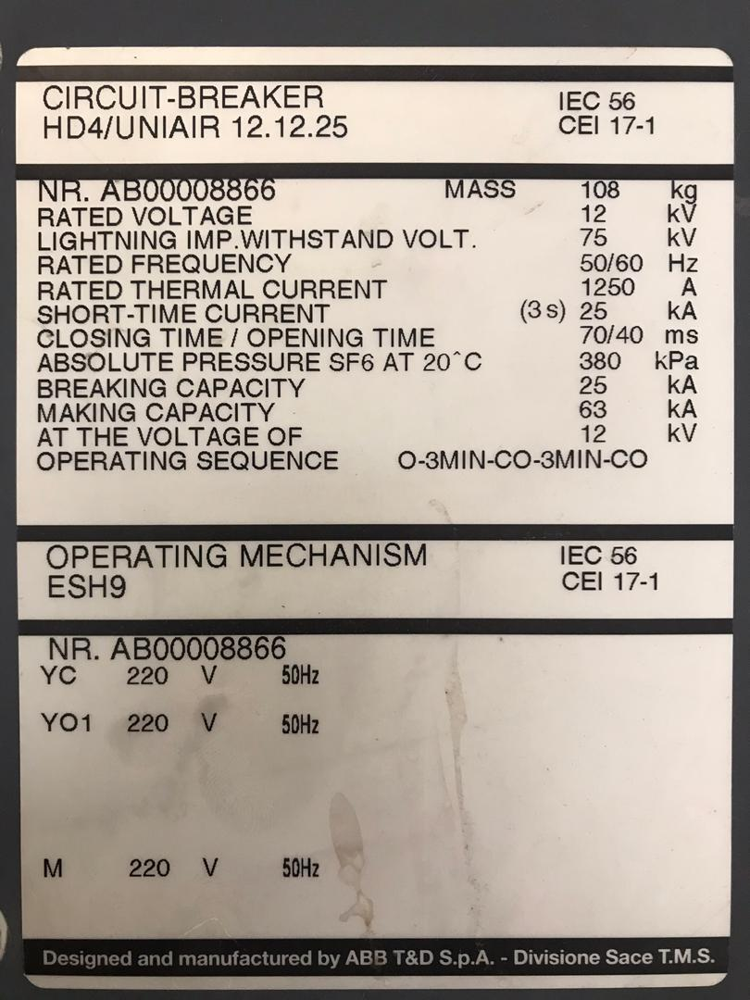 CIRCUIT-BREAKER IEC 56
HD4/UNIAIR 12.12.25 CEI 17-1
NR. AB00008866 MASS 108 kg
RATED VOLTAGE 12 kV
LIGHTNING IMP.WITHSTAND VOLT. 75 kV
RATED FREQUENCY 50/60 Hz
RATED THERMAL CURRENT 1250 A
SHORT-TIME CURRENT (3 s) 25 kA
CLOSING TIME / OPENING TIME 70/40 ms
ABSOLUTE PRESSURE SF6 AT 20^C 380 kPa
BREAKING CAPACITY 25 kA
MAKING CAPACITY 63 kA
AT THE VOLTAGE OF 12 kV
OPERATING SEQUENCE O-3MIN-CO-3MIN-CO
OPERATING MECHANISM IEC 56
ESH9 CEI 17-1
NR. AB00008866
YC 220 V 50Hz
YO1 220 V 50Hz
M 220 V 50Hz
Designed and manufactured by ABB T&D S.p.A. - Divisione Sace T.M.S.